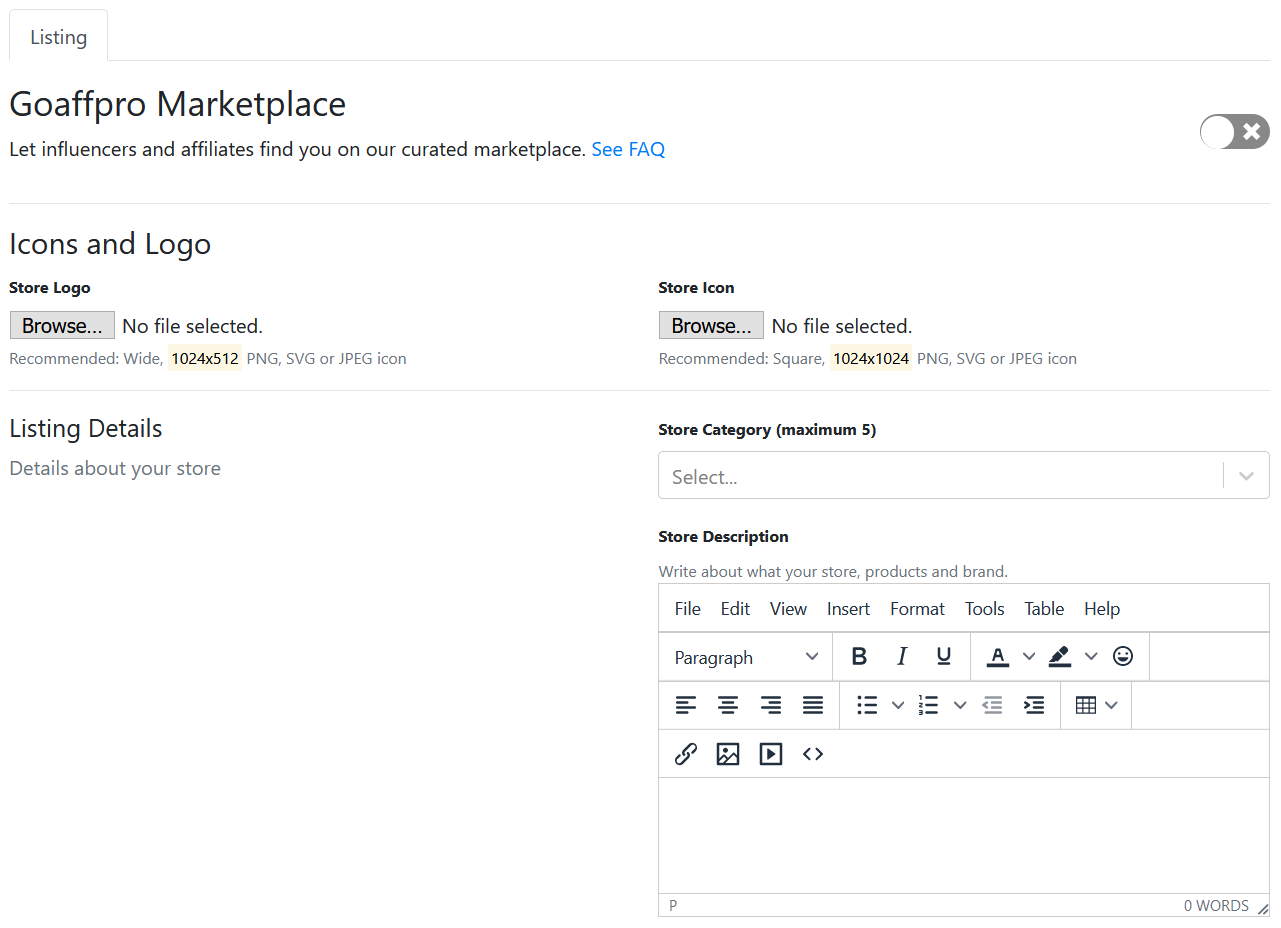 Listing
Goaffpro Marketplace
Let influencers and affiliates find you on our curated marketplace. See FAQ
Icons and Logo
Store Logo
Browse... No file selected.
Recommended: Wide, 1024x512 PNG, SVG or JPEG icon
Store Icon
Browse... No file selected.
Recommended: Square, 1024x1024 PNG, SVG or JPEG icon
Listing Details
Details about your store
Store Category (maximum 5)
Select...
Store Description
Write about what your store, products and brand.
File Edit View Insert Format Tools Table Help
Paragraph B I U A
P 0 WORDS